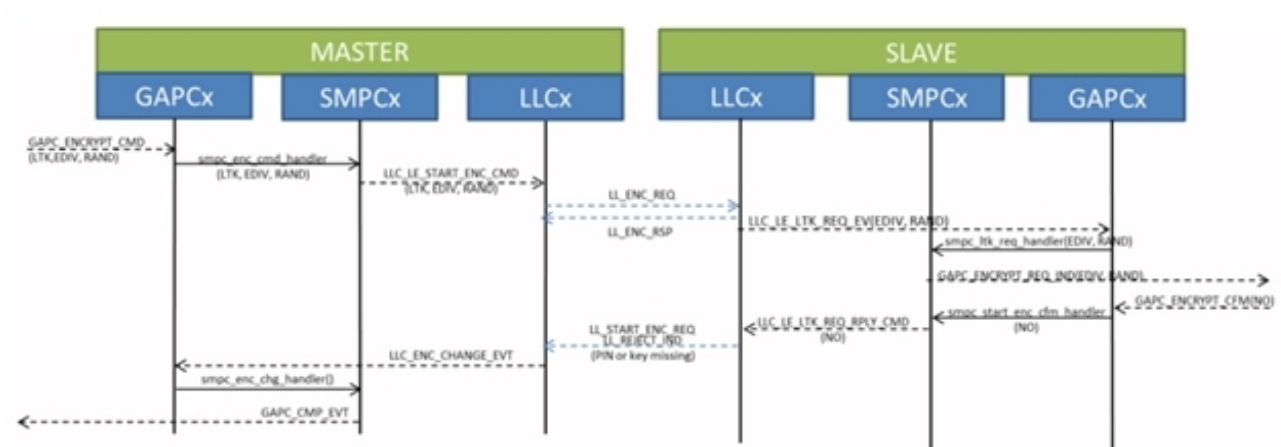 MASTER
SLAVE
GAPCx
SMPCx
LLCx
LLCx
SMPCx
GAPCx
GAPC_ENCRYPT_CMD
(LTK,EDIV, RAND)
smpc_enc_cmd_handler
(LTK, EDIV, RAND)
LLC_LE_START_ENC_CMD
(LTK, EDIV, RAND)
LL_ENC_REQ
LL_ENC_RSP
LLC_LE_LTK_REQ_EV(EDIV, RAND)
smpc_ltk_req_handler(EDIV, RAND)
GAPC_ENCRYPT_REQ_IND(EDIV, RAND)
GAPC_ENCRYPT_CFM(NO)
smpc_start_enc_cfm_handler
(NO)
LLC_LE_LTK_REQ_RPLY_CMD
(NO)
LL_START_ENC_REQ
LL_REJECT_IND
(PIN or key missing)
LLC_ENC_CHANGE_EVT
smpc_enc_chg_handler()
GAPC_CMP_EVT